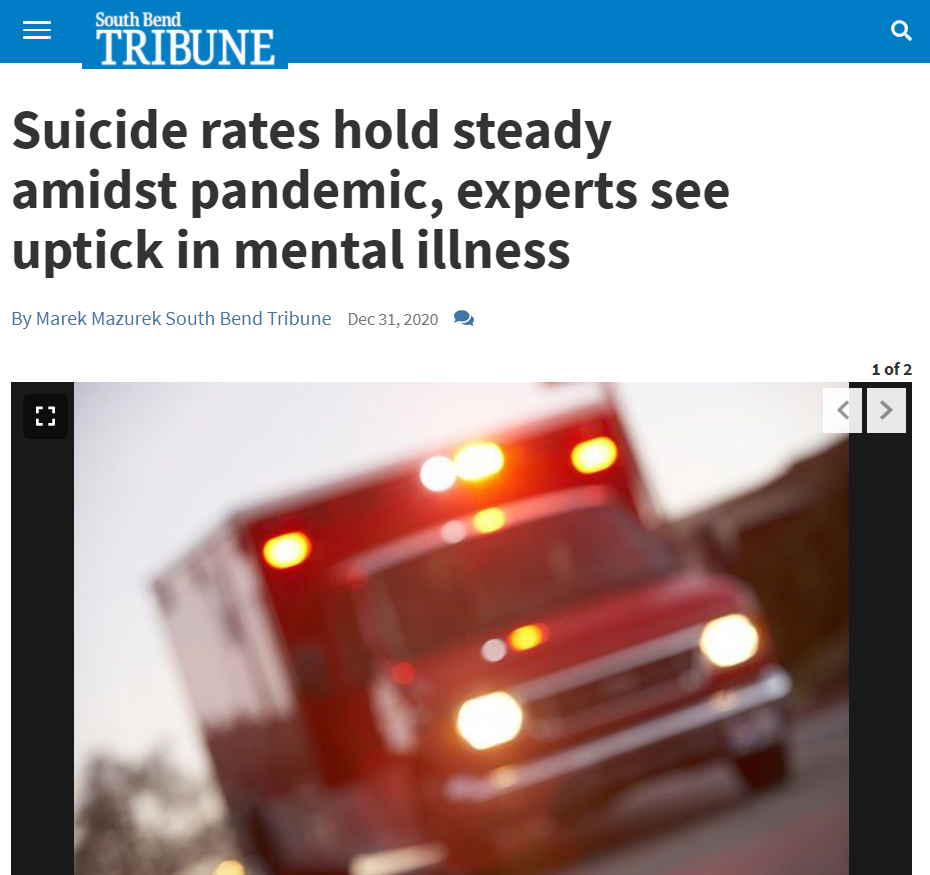 South Bend
TRIBUNE
Suicide rates hold steady
amidst pandemic, experts see
uptick in mental illness
By Marek Mazurek South Bend Tribune Dec 31, 2020
1 of 2